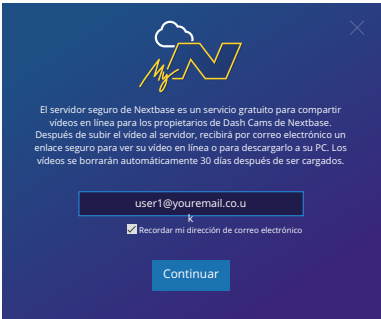 My N
El servidor seguro de Nextbase es un servicio gratuito para compartir
vídeos en línea para los propietarios de Dash Cams de Nextbase.
Después de subir el vídeo al servidor, recibirá por correo electrónico un
enlace seguro para ver su vídeo en línea o para descargarlo a su PC. Los
vídeos se borrarán automáticamente 30 días después de ser cargados.
user1@youremail.co.u
k
Recordar mi dirección de correo electrónico
Continuar